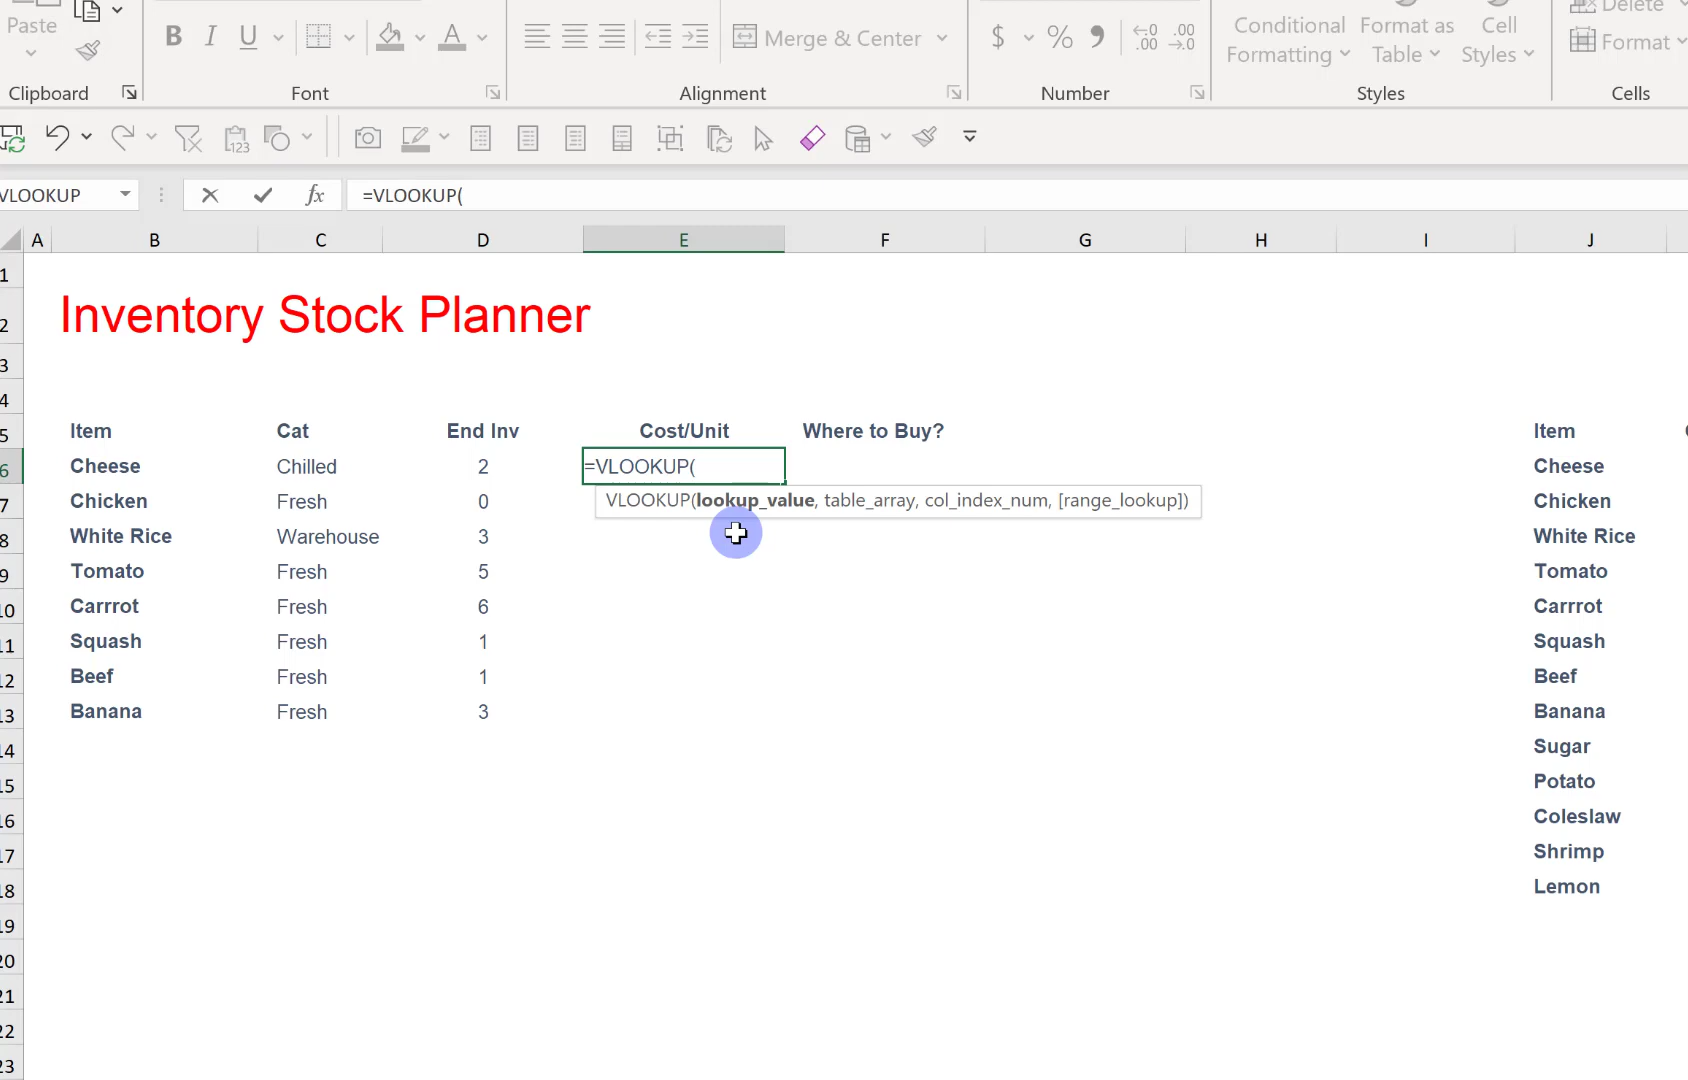 Paste
Conditional Format as Cell
Formatting Table Styles
Merge & Center
$ % 9
Delete
Format
B I U A
Clipboard Font Alignment Number Styles Cells
VLOOKUP
fx
=VLOOKUP(
A B C D E F G H I J
Inventory Stock Planner
Item Cat End Inv Cost/Unit Where to Buy? Item
Cheese Chilled 2 =VLOOKUP( Cheese
VLOOKUP(lookup_value, table_array, col_index_num, [range_lookup])
Chicken Fresh 0 Chicken
White Rice Warehouse 3 White Rice
Tomato Fresh 5 Tomato
Carrrot Fresh 6 Carrrot
Squash Fresh 1 Squash
Beef Fresh 1 Beef
Banana Fresh 3 Banana
Sugar
Potato
Coleslaw
Shrimp
Lemon